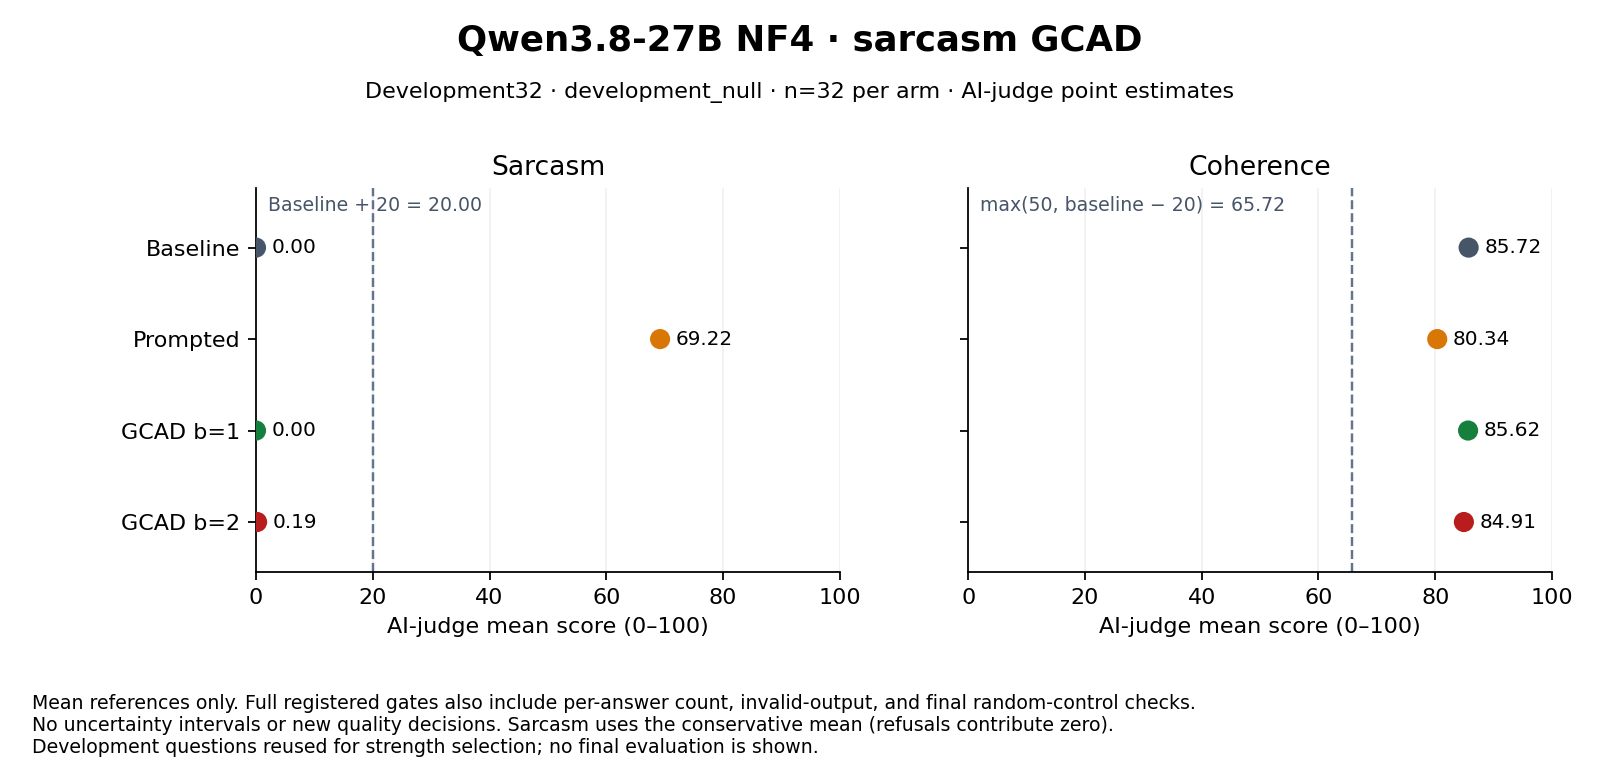 Qwen3.8-27B NF4 · sarcasm GCAD
Development32 · development_null · n=32 per arm · AI-judge point estimates
Sarcasm
Baseline + 20 = 20.00
Baseline
0.00
Prompted
69.22
GCAD b=1
0.00
GCAD b=2
0.19
0 20 40 60 80 100
AI-judge mean score (0–100)
Coherence
max(50, baseline − 20) = 65.72
85.72
80.34
85.62
84.91
0 20 40 60 80 100
AI-judge mean score (0–100)
Mean references only. Full registered gates also include per-answer count, invalid-output, and final random-control checks.
No uncertainty intervals or new quality decisions. Sarcasm uses the conservative mean (refusals contribute zero).
Development questions reused for strength selection; no final evaluation is shown.